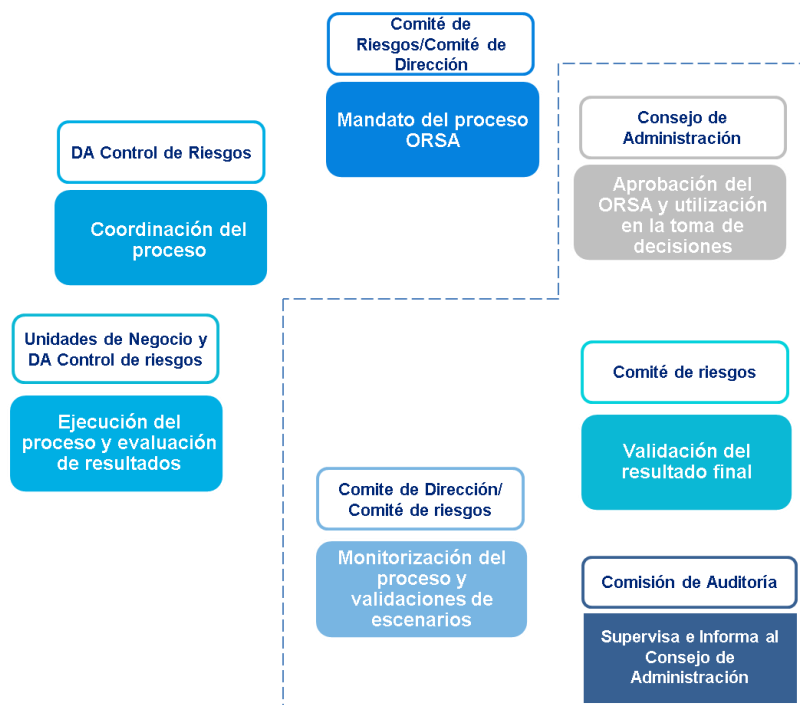 Comité de
Riesgos/Comité de
Dirección
Mandato del proceso
ORSA
Consejo de
Administración
Aprobación del
ORSA y utilización
en la toma de
decisiones
DA Control de Riesgos
Coordinación del
proceso
Unidades de Negocio y
DA Control de riesgos
Ejecución del
proceso y evaluación
de resultados
Comité de riesgos
Validación del
resultado final
Comite de Dirección/
Comité de riesgos
Monitorización del
proceso y
validaciones de
escenarios
Comisión de Auditoría
Supervisa e Informa al
Consejo de
Administración